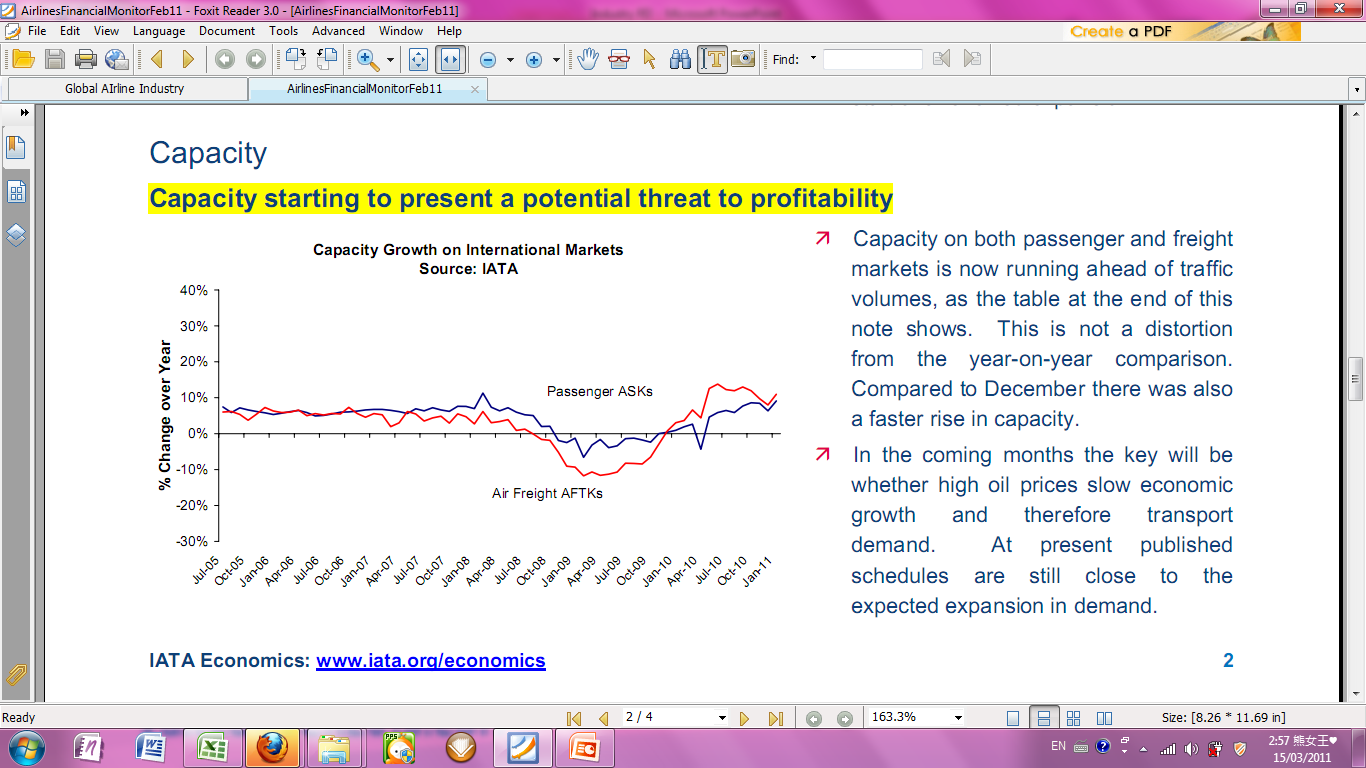 AirlinesFinancialMonitorFeb11 - Foxit Reader 3.0 - [AirlinesFinancialMonitorFeb11]
File Edit View Language Document Tools Advanced Window Help
Create a PDF
Find:
Global AIrline Industry
AirlinesFinancialMonitorFeb11
Capacity
Capacity starting to present a potential threat to profitability
Capacity Growth on International Markets
Source: IATA
% Change over Year
40%
30%
20%
10%
0%
-10%
-20%
-30%
Passenger ASKs
Air Freight AFTKs
Jul-05
Oct-05
Jan-06
Apr-06
Jul-06
Oct-06
Jan-07
Apr-07
Jul-07
Oct-07
Jan-08
Apr-08
Jul-08
Oct-08
Jan-09
Apr-09
Jul-09
Oct-09
Jan-10
Apr-10
Jul-10
Oct-10
Jan-11
Capacity on both passenger and freight
markets is now running ahead of traffic
volumes, as the table at the end of this
note shows. This is not a distortion
from the year-on-year comparison.
Compared to December there was also
a faster rise in capacity.
In the coming months the key will be
whether high oil prices slow economic
growth and therefore transport
demand. At present published
schedules are still close to the
expected expansion in demand.
IATA Economics: www.iata.org/economics
2
Ready
2 / 4
163.3%
Size: [8.26 * 11.69 in]
PPS
EN
2:57 熊女王♥
15/03/2011